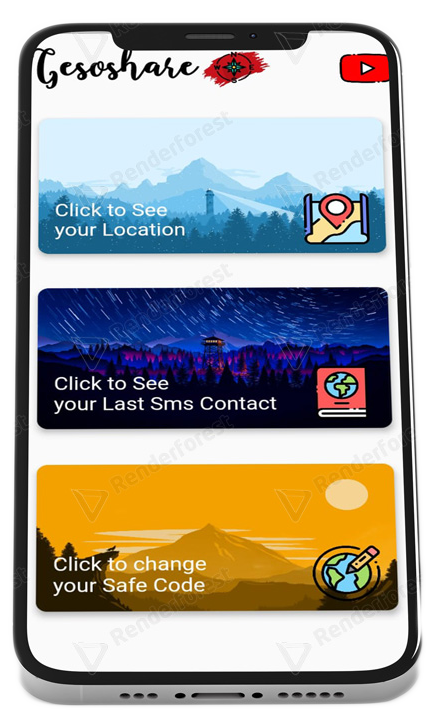 Gesoshare
N
W E
S
Click to See
your Location
Click to See
your Last Sms Contact
Click to change
your Safe Code
Renderforest